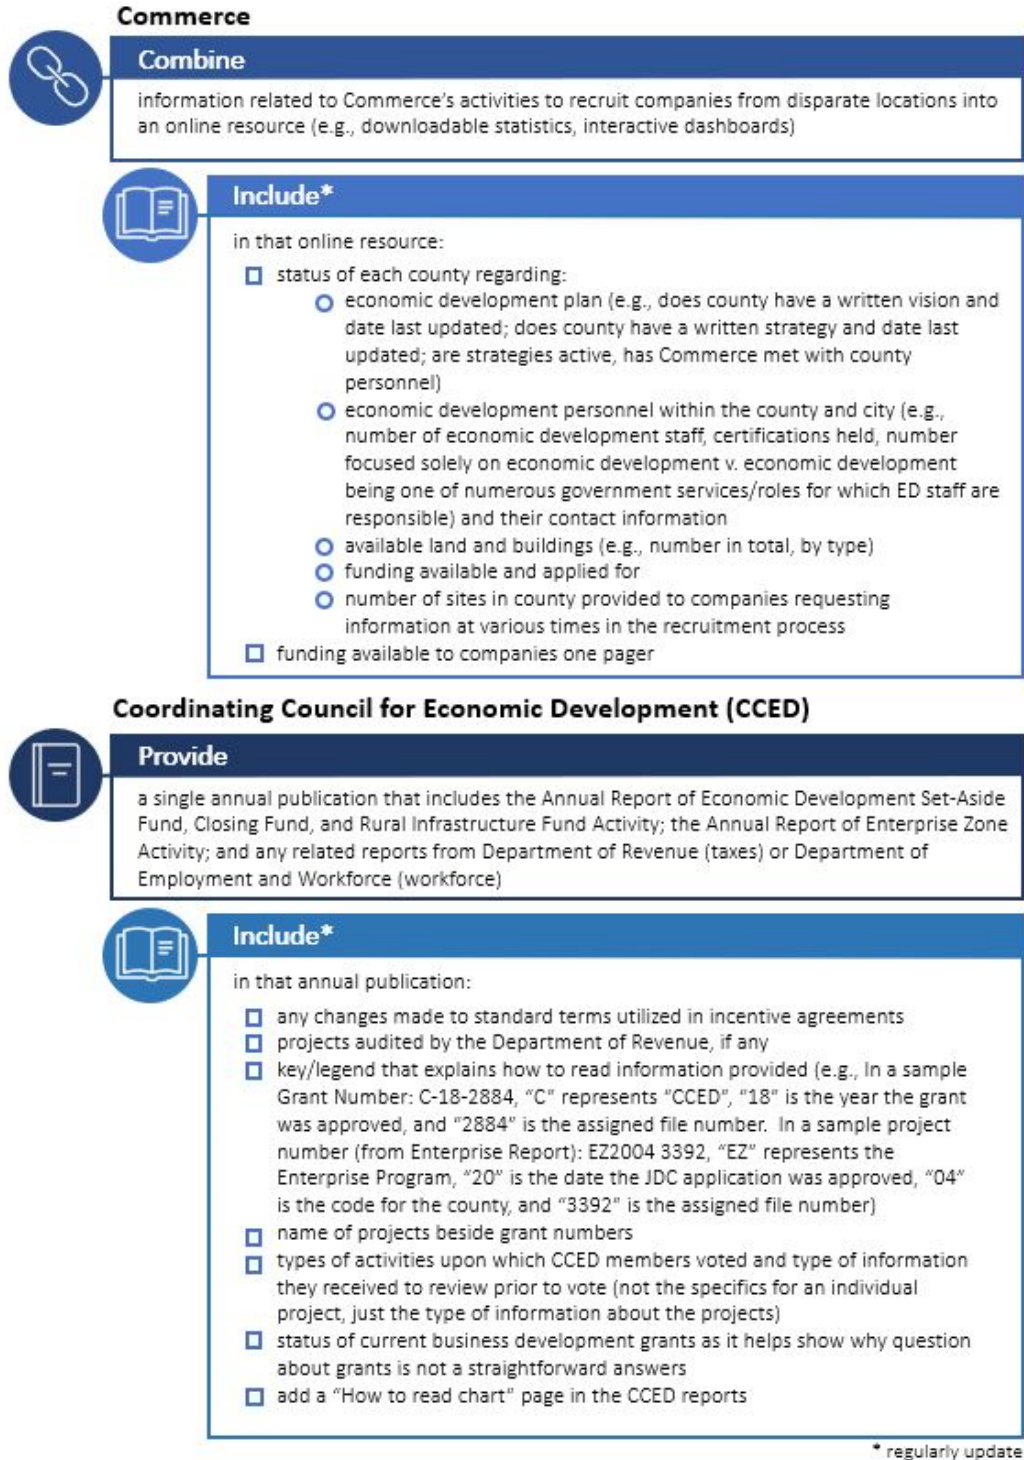 Commerce
Combine
information related to Commerce's activities to recruit companies from disparate locations into
an online resource (e.g., downloadable statistics, interactive dashboards)
Include*
in that online resource:
status of each county regarding:
economic development plan (e.g., does county have a written vision and
date last updated; does county have a written strategy and date last
updated; are strategies active, has Commerce met with county
personnel)
economic development personnel within the county and city (e.g.,
number of economic development staff, certifications held, number
focused solely on economic development v. economic development
being one of numerous government services/roles for which ED staff are
responsible) and their contact information
available land and buildings (e.g., number in total, by type)
funding available and applied for
number of sites in county provided to companies requesting
information at various times in the recruitment process
funding available to companies one pager
Coordinating Council for Economic Development (CCED)
Provide
a single annual publication that includes the Annual Report of Economic Development Set-Aside
Fund, Closing Fund, and Rural Infrastructure Fund Activity; the Annual Report of Enterprise Zone
Activity; and any related reports from Department of Revenue (taxes) or Department of
Employment and Workforce (workforce)
Include*
in that annual publication:
any changes made to standard terms utilized in incentive agreements
projects audited by the Department of Revenue, if any
key/legend that explains how to read information provided (e.g., In a sample
Grant Number: C-18-2884, "C" represents "CCED", "18" is the year the grant
was approved, and "2884" is the assigned file number.  In a sample project
number (from Enterprise Report): EZ2004 3392, "EZ" represents the
Enterprise Program, "20" is the date the JDC application was approved, "04"
is the code for the county, and "3392" is the assigned file number)
name of projects beside grant numbers
types of activities upon which CCED members voted and type of information
they received to review prior to vote (not the specifics for an individual
project, just the type of information about the projects)
status of current business development grants as it helps show why question
about grants is not a straightforward answers
add a "How to read chart" page in the CCED reports
* regularly update